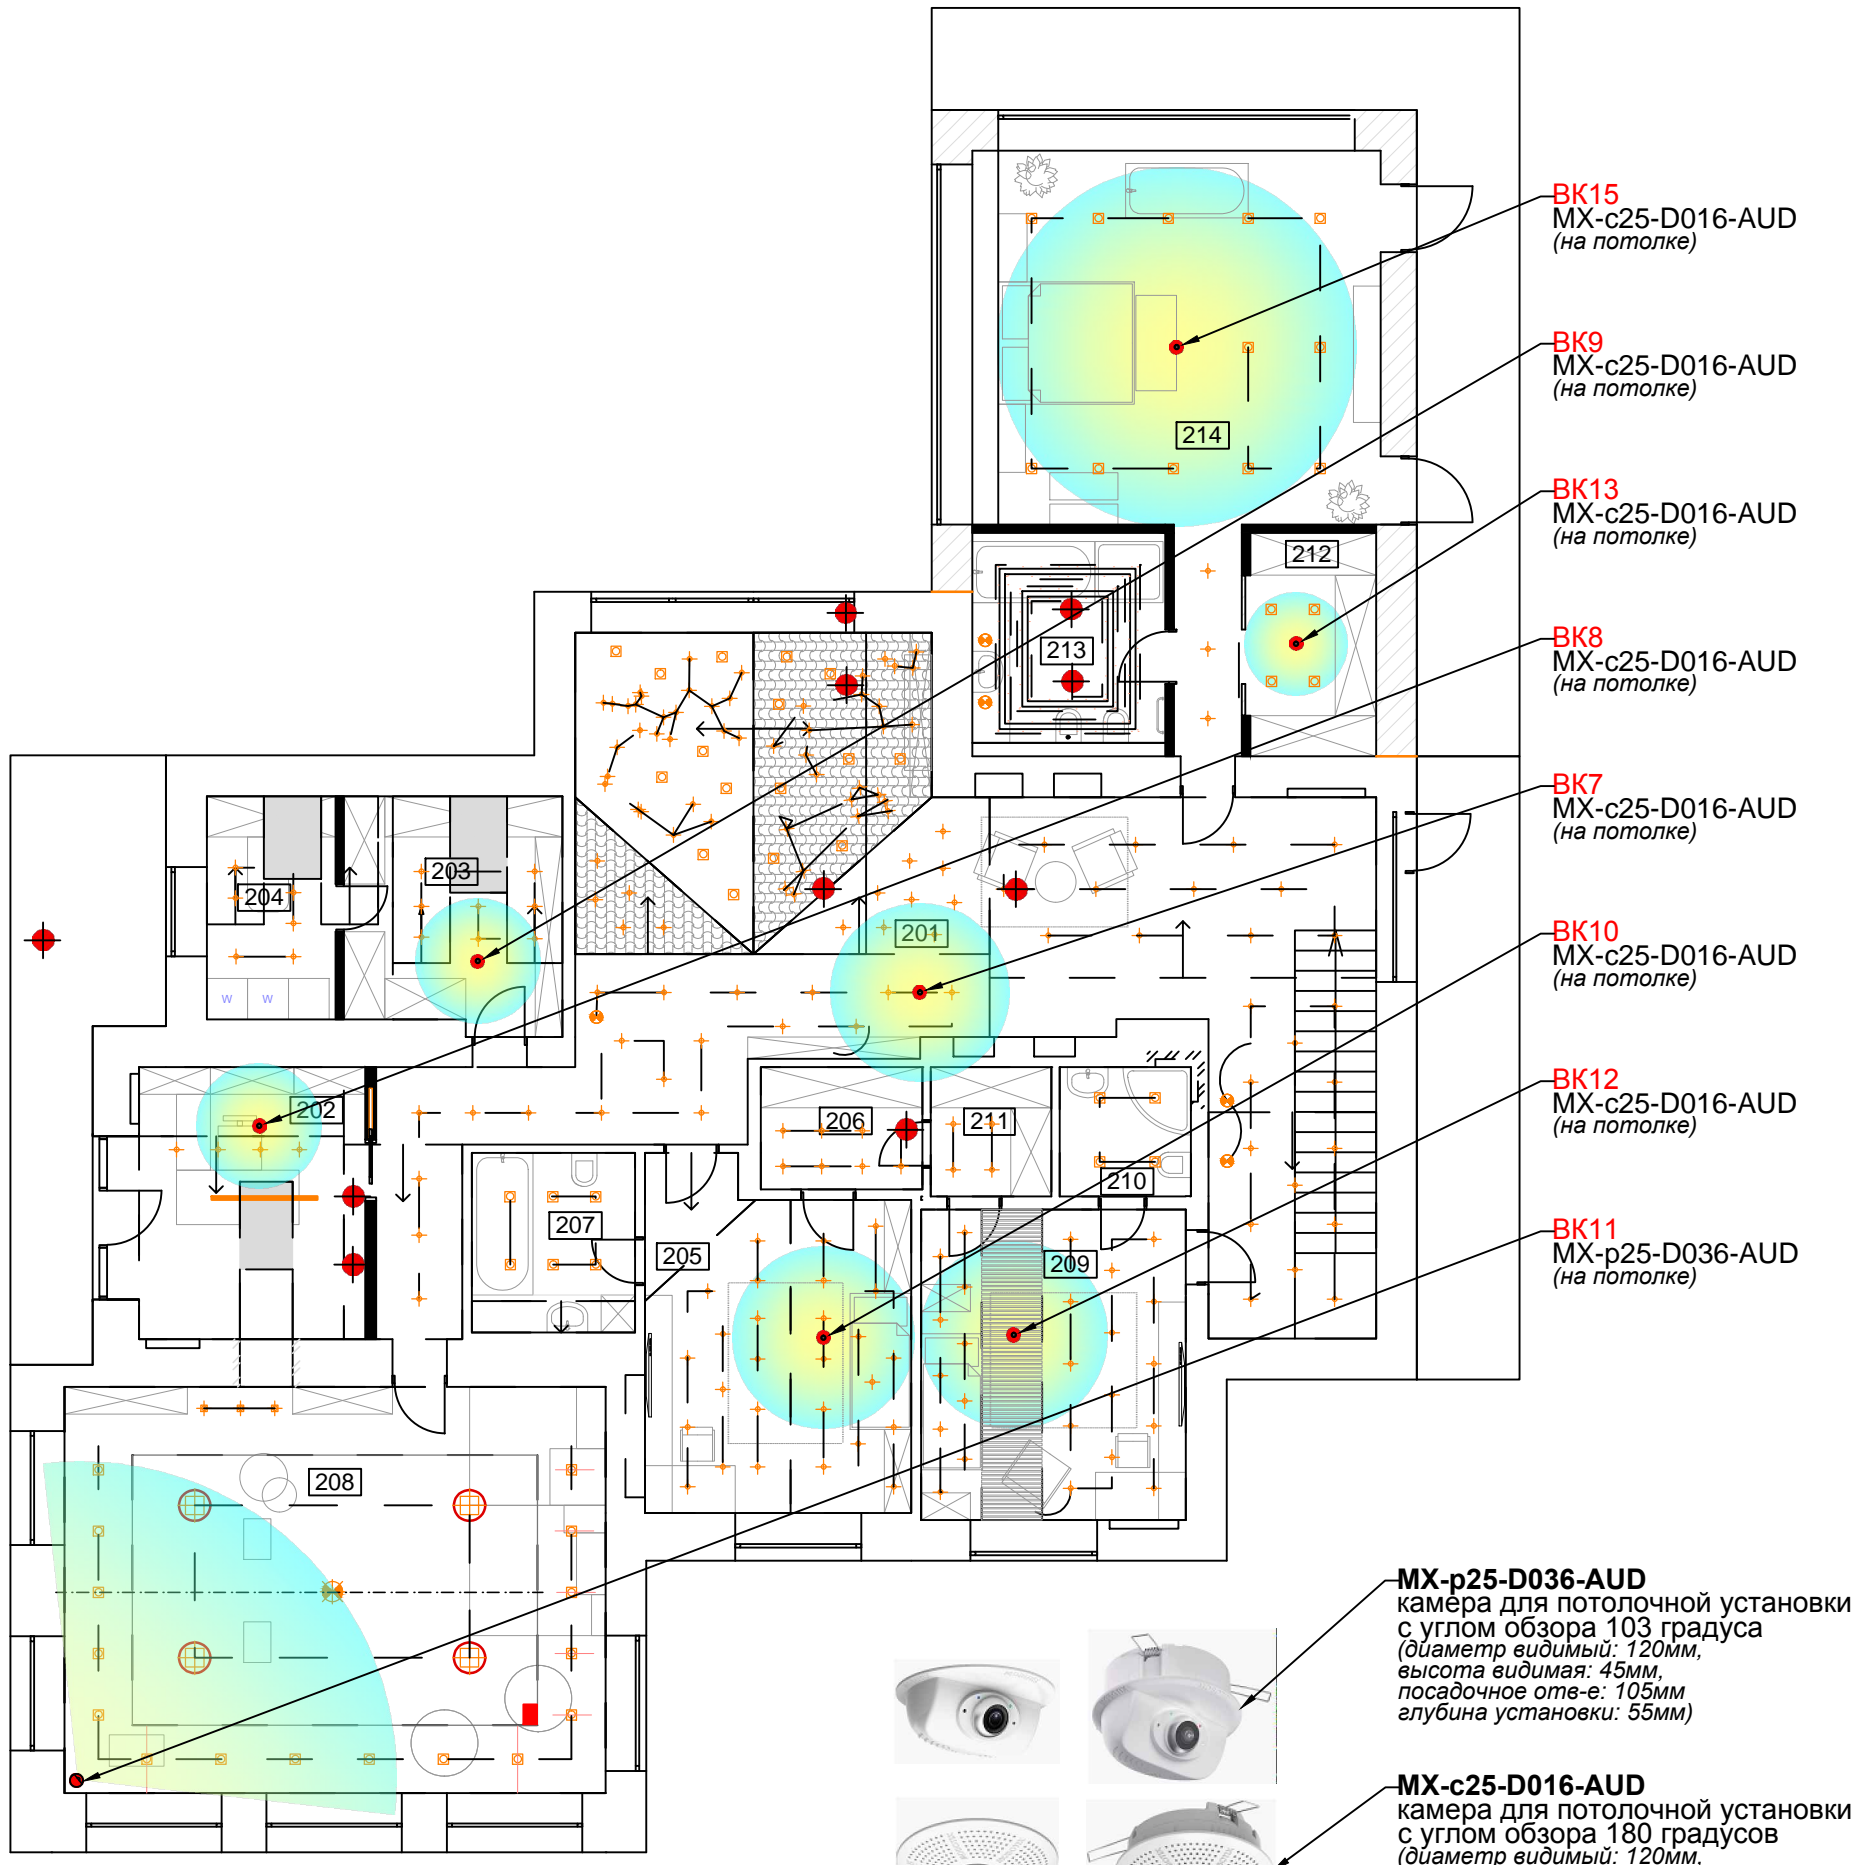 ВК15
MX-c25-D016-AUD
(на потолке)
ВК9
MX-c25-D016-AUD
(на потолке)
214
ВК13
MX-c25-D016-AUD
(на потолке)
212
213
ВК8
MX-c25-D016-AUD
(на потолке)
ВК7
MX-c25-D016-AUD
(на потолке)
203
204
201
ВК10
MX-c25-D016-AUD
(на потолке)
W W
ВК12
MX-c25-D016-AUD
(на потолке)
202
206
211
210
207
205
209
ВК11
MX-p25-D036-AUD
(на потолке)
208
MX-p25-D036-AUD
камера для потолочной установки
с углом обзора 103 градуса
(диаметр видимый: 120мм,
высота видимая: 45мм,
посадочное отв-е: 105мм
глубина установки: 55мм)
MX-c25-D016-AUD
камера для потолочной установки
с углом обзора 180 градусов
(диаметр видимый: 120мм,